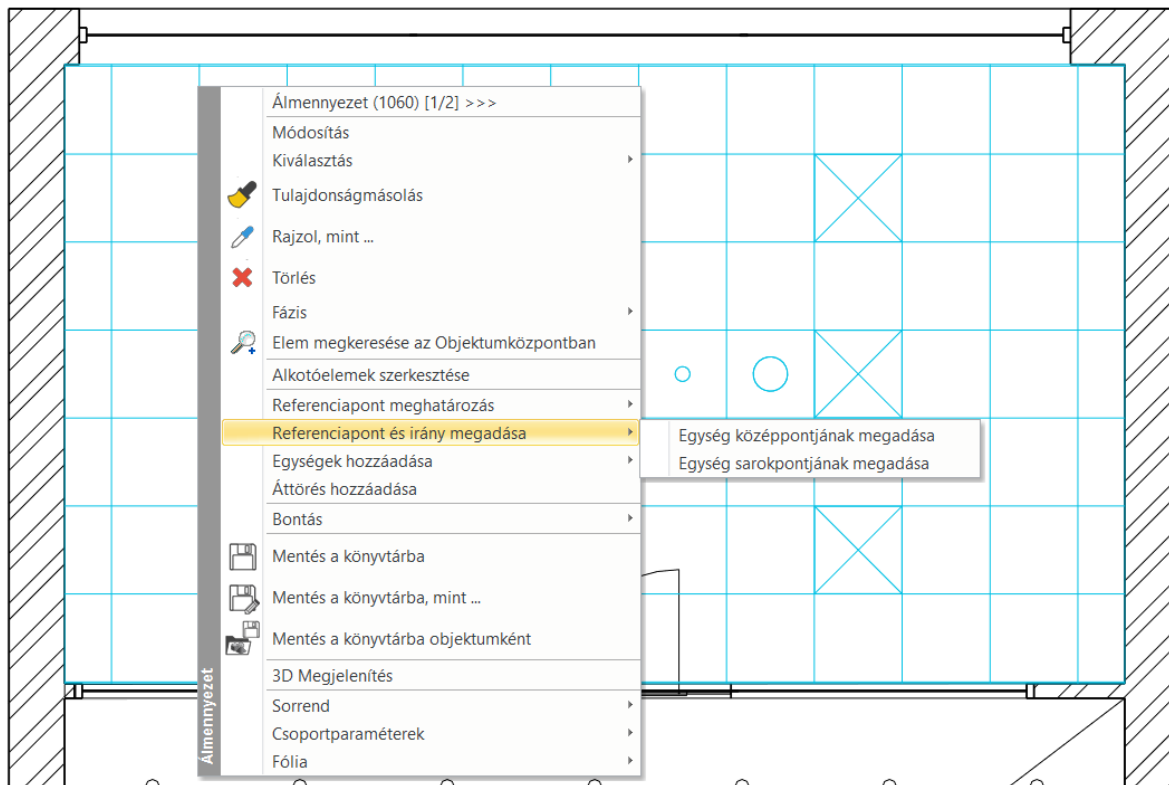 Álmennyezet (1060) [1/2] >>>
Módosítás
Kiválasztás
Tulajdonságmásolás
Rajzol, mint ...
Törlés
Fázis
Elem megkeresése az Objektumközpontban
Alkotóelemek szerkesztése
Referenciapont meghatározás
Referenciapont és irány megadása
Egység középpontjának megadása
Egység sarokpontjának megadása
Egységek hozzáadása
Áttörés hozzáadása
Bontás
Mentés a könyvtárba
Mentés a könyvtárba, mint ...
Mentés a könyvtárba objektumként
3D Megjelenítés
Sorrend
Csoportparaméterek
Fólia
Álmennyezet